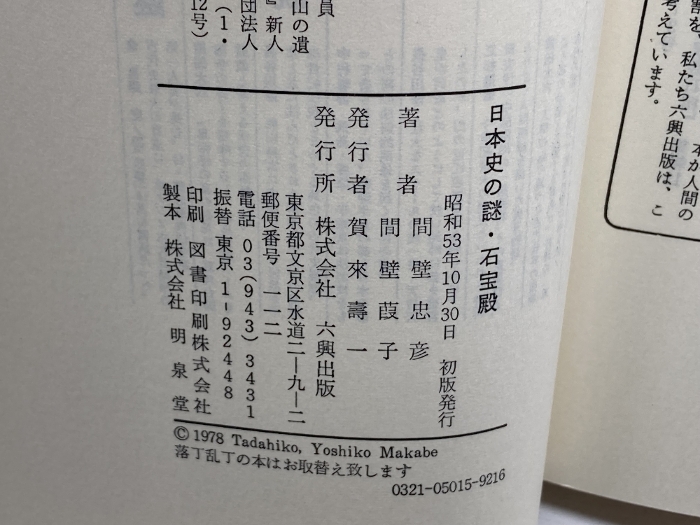 割を、私たち六興出版は、こ
考えています。
本が人間の
員
山の遺
』新人
団法人
(1・
12号)
日本史の謎・石宝殿
昭和53年10月30日 初版発行
著者 間壁忠彦
間壁葭子
発行者 賀來壽一
発行所 株式会社 六興出版
東京都文京区水道二―九―二
郵便番号 一一二
電話 03(943)3431
振替 東京 1-92448
印刷 図書印刷株式会社
製本 株式会社 明泉堂
©1978 Tadahiko, Yoshiko Makabe
落丁乱丁の本はお取替え致します
0321-05015-9216